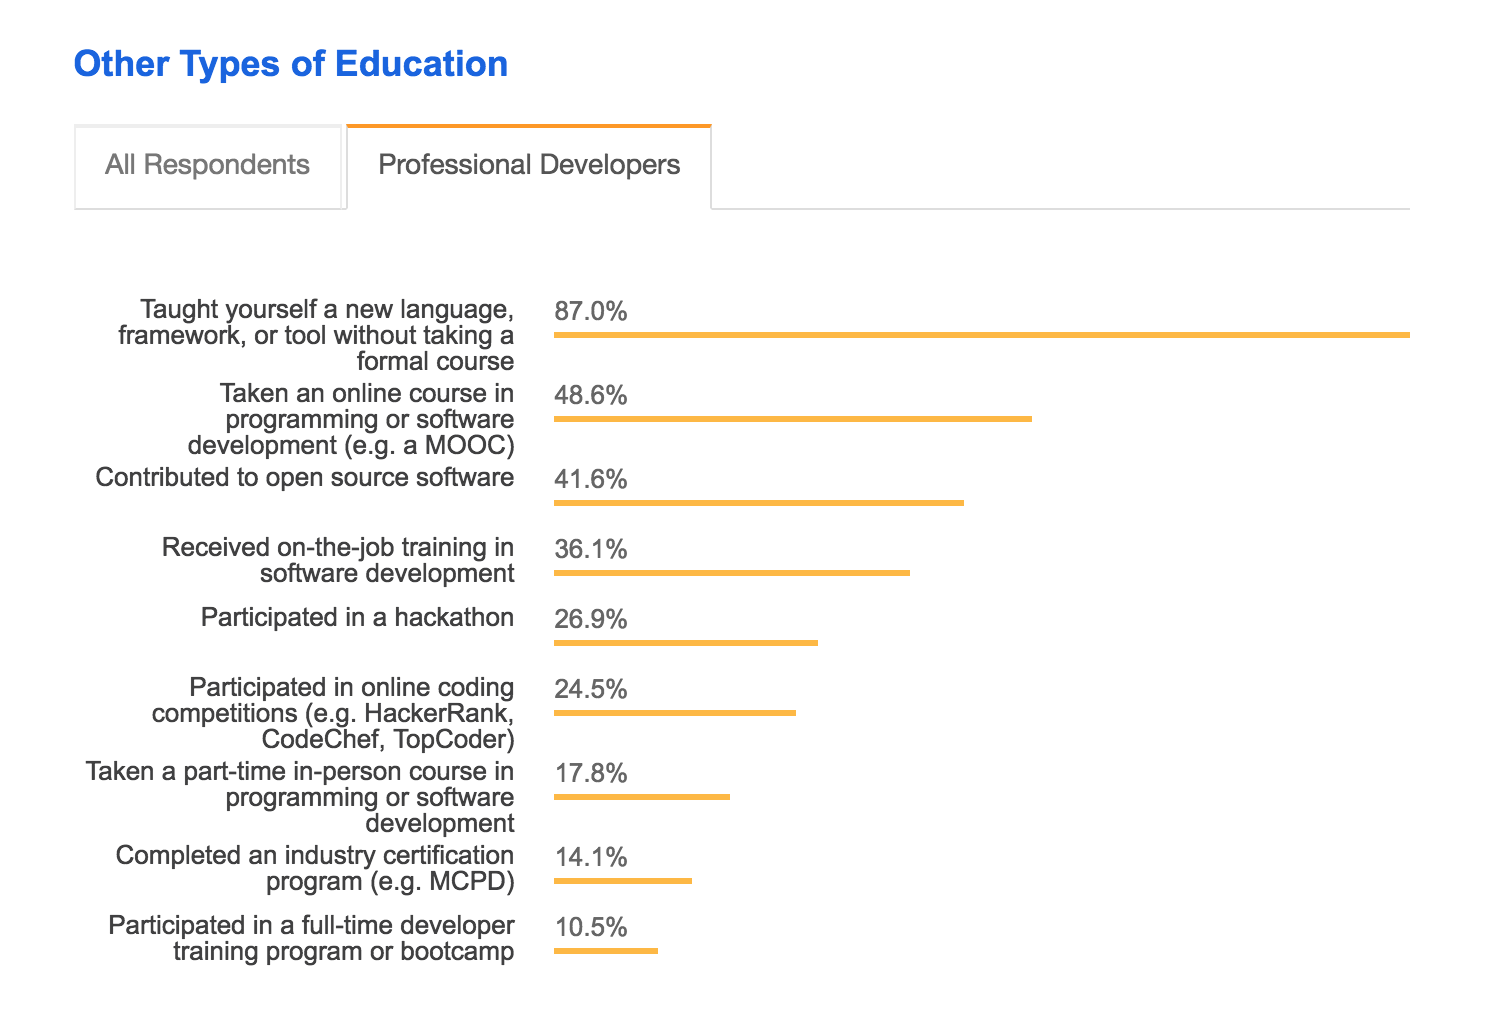 Other Types of Education
All Respondents
Professional Developers
Taught yourself a new language,
framework, or tool without taking a
formal course
87.0%
Taken an online course in
programming or software
development (e.g. a MOOC)
48.6%
Contributed to open source software
41.6%
Received on-the-job training in
software development
36.1%
Participated in a hackathon
26.9%
Participated in online coding
competitions (e.g. HackerRank,
CodeChef, TopCoder)
24.5%
Taken a part-time in-person course in
programming or software
development
17.8%
Completed an industry certification
program (e.g. MCPD)
14.1%
Participated in a full-time developer
training program or bootcamp
10.5%